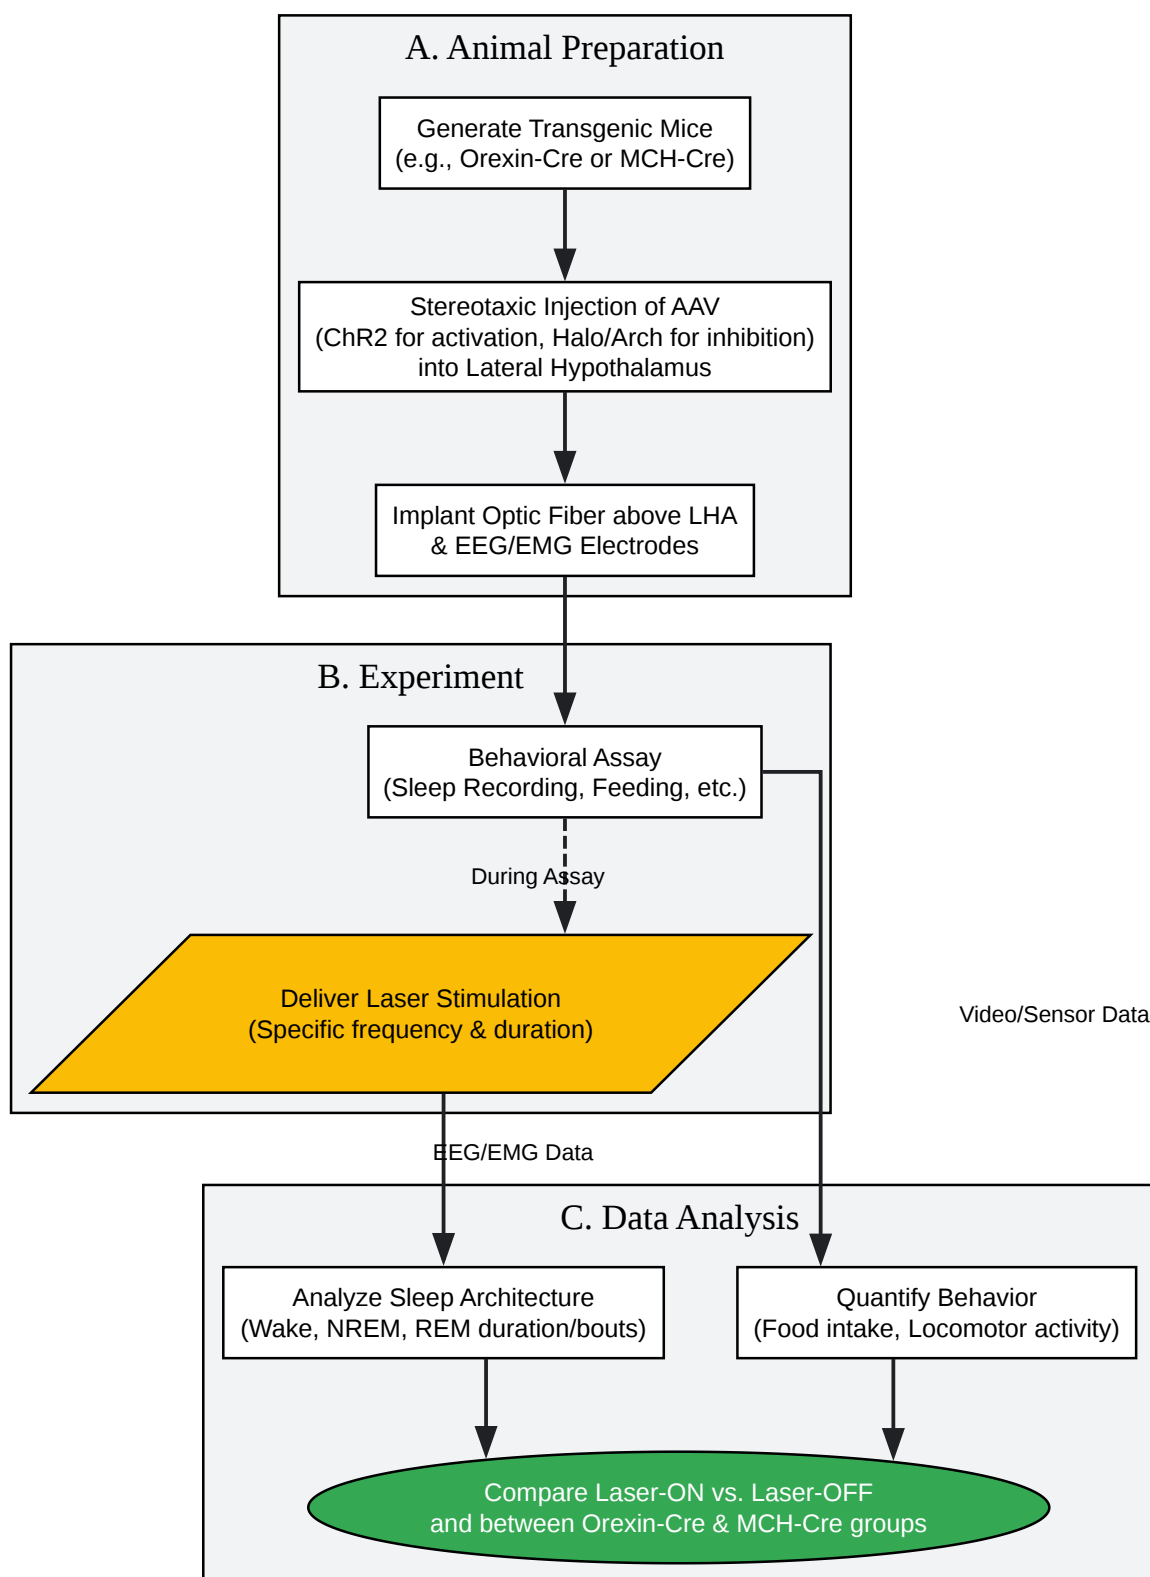 A. Animal Preparation
Generate Transgenic Mice
(e.g., Orexin-Cre or MCH-Cre)
Stereotaxic Injection of AAV
(ChR2 for activation, Halo/Arch for inhibition)
into Lateral Hypothalamus
Implant Optic Fiber above LHA
& EEG/EMG Electrodes
B. Experiment
Behavioral Assay
(Sleep Recording, Feeding, etc.)
During Assay
Deliver Laser Stimulation
(Specific frequency & duration)
Video/Sensor Data
EEG/EMG Data
C. Data Analysis
Analyze Sleep Architecture
(Wake, NREM, REM duration/bouts)
Quantify Behavior
(Food intake, Locomotor activity)
Compare Laser-ON vs. Laser-OFF
and between Orexin-Cre & MCH-Cre groups